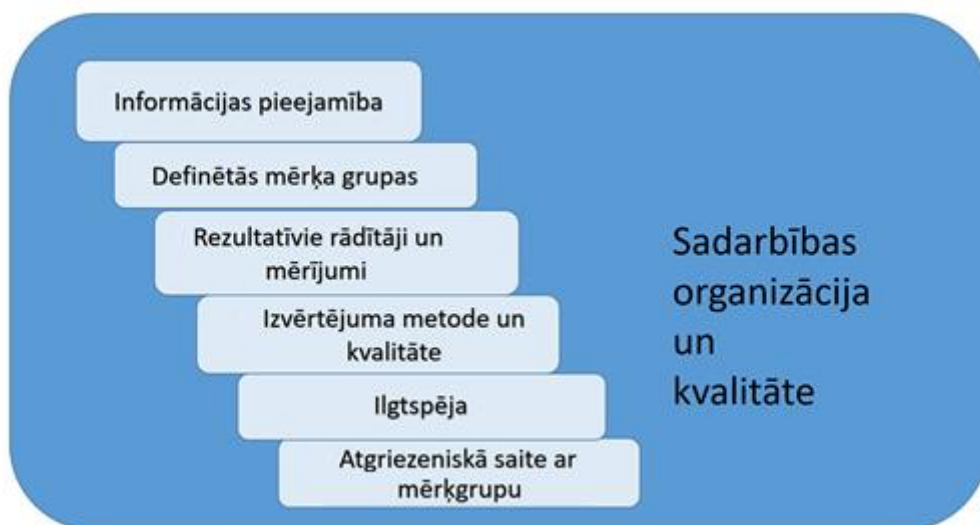 Informācijas pieejamība
Definētās mērķa grupas
Rezultatīvie rādītāji un
mērījumi
Izvērtējuma metode un
kvalitāte
Ilgtspēja
Atgriezeniskā saite ar
mērķgrupu
Sadarbības
organizācija
un
kvalitāte